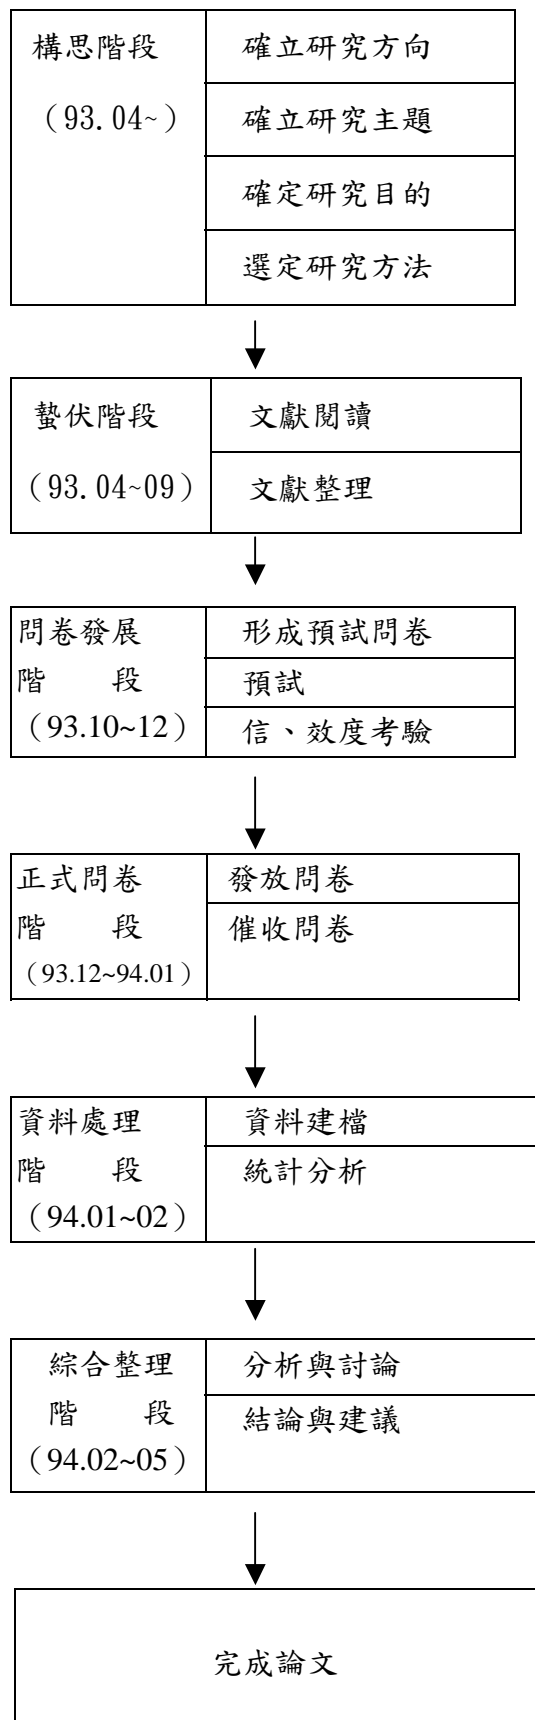 構思階段
（93.04~）
確立研究方向
確立研究主題
確定研究目的
選定研究方法
蟄伏階段
（93.04~09）
文獻閱讀
文獻整理
問卷發展
階 段
（93.10~12）
形成預試問卷
預試
信、效度考驗
正式問卷
階 段
（93.12~94.01）
發放問卷
催收問卷
資料處理
階 段
（94.01~02）
資料建檔
統計分析
綜合整理
階 段
（94.02~05）
分析與討論
結論與建議
完成論文